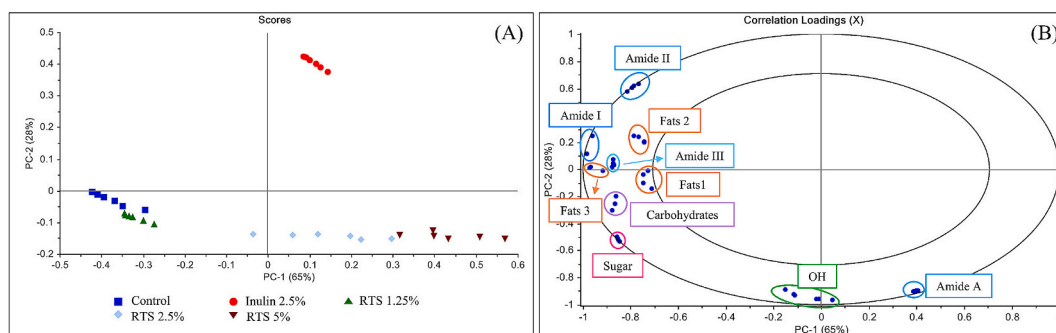 Scores
(A)
PC-2 (28%)
0.5
0.4
0.3
0.2
0.1
0
-0.1
-0.2
-0.3
-0.5 -0.4 -0.3 -0.2 -0.1 0 0.1 0.2 0.3 0.4 0.5 0.6
PC-1 (65%)
Control Inulin 2.5% RTS 1.25%
RTS 2.5% RTS 5%
Correlation Loadings (X)
(B)
PC-2 (28%)
1
0.8
0.6
0.4
0.2
0
-0.2
-0.4
-0.6
-0.8
-1
Amide II
Amide I
Fats 2
Amide III
Fats1
Fats 3
Carbohydrates
Sugar
OH
Amide A
-1 -0.8 -0.6 -0.4 -0.2 0 0.2 0.4 0.6 0.8 1
PC-1 (65%)